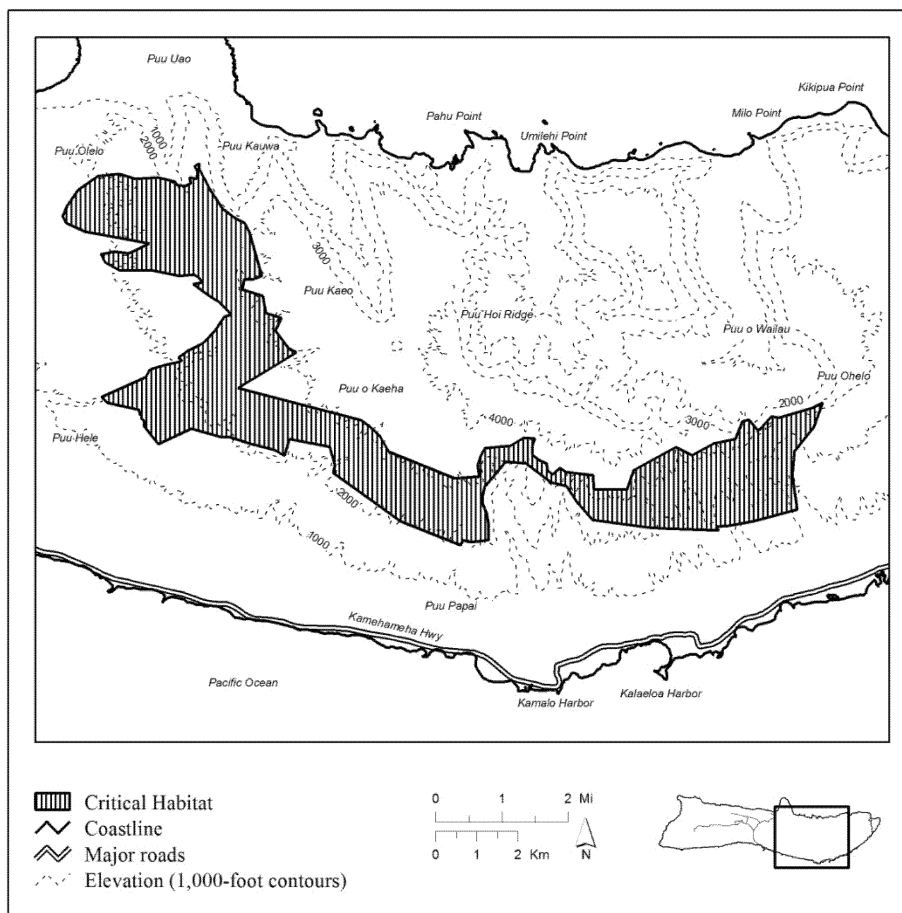 Puu Uao
Kikipua Point
Pahu Point
Milo Point
Umilehi Point
1000
2000
Puu Kauwa
Puu Olelo
3000
Puu Kaeo
Puu Hoi Ridge
Puu o Wailau
Puu Ohelo
Puu o Kaeha
2000
4000
3000
Puu Hele
2000
1000
Puu Papai
Kamehameha Hwy
Pacific Ocean
Kamalo Harbor
Kalaeloa Harbor
Critical Habitat
Coastline
Major roads
Elevation (1,000-foot contours)
0 1 2 Mi
0 1 2 Km
N